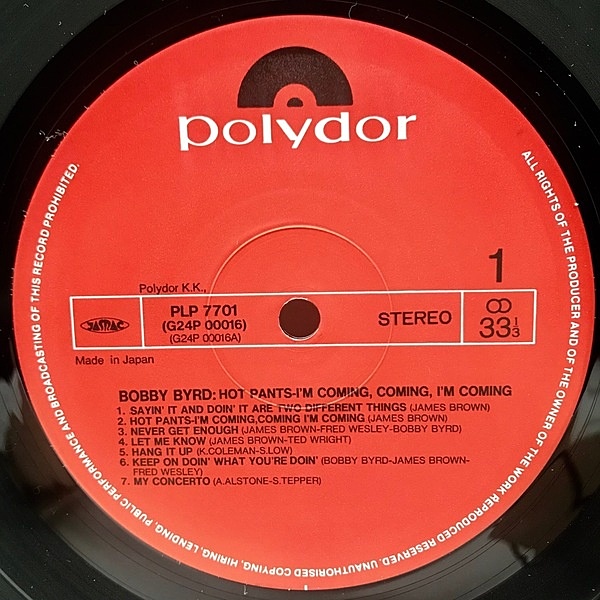 polydor
ALL RIGHTS OF THE PRODUCER AND OF THE OWNER OF THE WORK REPRODUCED RESERVED. UNAUTHORISED COPYING, HIRING, LENDING, PUBLIC PERFORMANCE AND BROADCASTING OF THIS RECORD PROHIBITED.
1
Polydor K.K.,
JASRAC
PLP 7701
(G24P 00016)
(G24P 00016A)
STEREO
33 1/3
Made in Japan
BOBBY BYRD: HOT PANTS-I'M COMING, COMING, I'M COMING
1. SAYIN' IT AND DOIN' IT ARE TWO DIFFERENT THINGS (JAMES BROWN)
2. HOT PANTS-I'M COMING,COMING I'M COMING (JAMES BROWN)
3. NEVER GET ENOUGH (JAMES BROWN-FRED WESLEY-BOBBY BYRD)
4. LET ME KNOW (JAMES BROWN-TED WRIGHT)
5. HANG IT UP (K.COLEMAN-S.LOW)
6. KEEP ON DOIN' WHAT YOU'RE DOIN' (BOBBY BYRD-JAMES BROWN-
FRED WESLEY)
7. MY CONCERTO (A.ALSTONE-S.TEPPER)